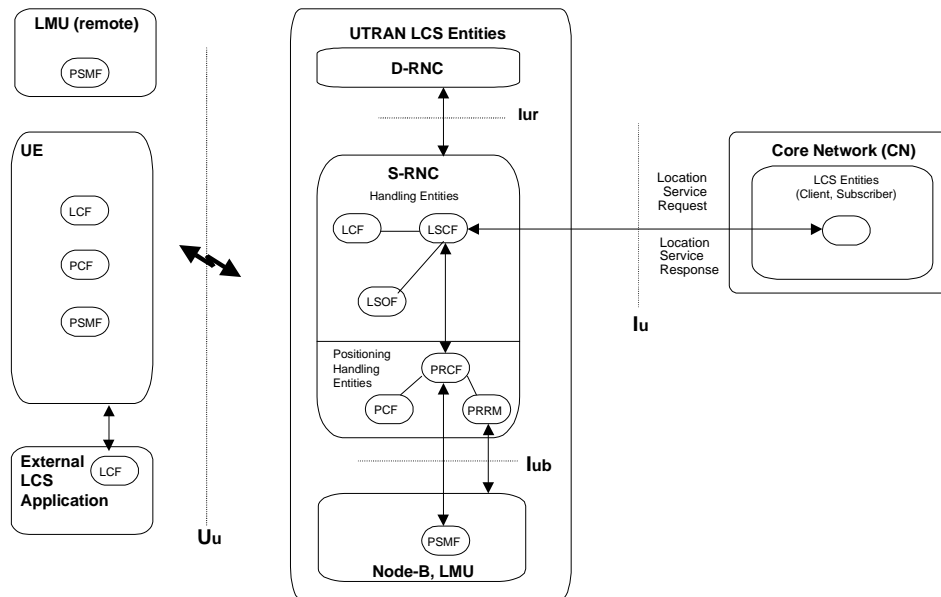 LMU (remote)
PSMF
UE
LCF
PCF
PSMF
External
LCS
Application
LCF
Uu
UTRAN LCS Entities
D-RNC
Iur
S-RNC
Handling Entities
LCF
LSCF
LSOF
Positioning
Handling
Entities
PRCF
PCF
PRRM
Iub
PSMF
Node-B, LMU
Location
Service
Request
Location
Service
Response
Iu
Core Network (CN)
LCS Entities
(Client, Subscriber)